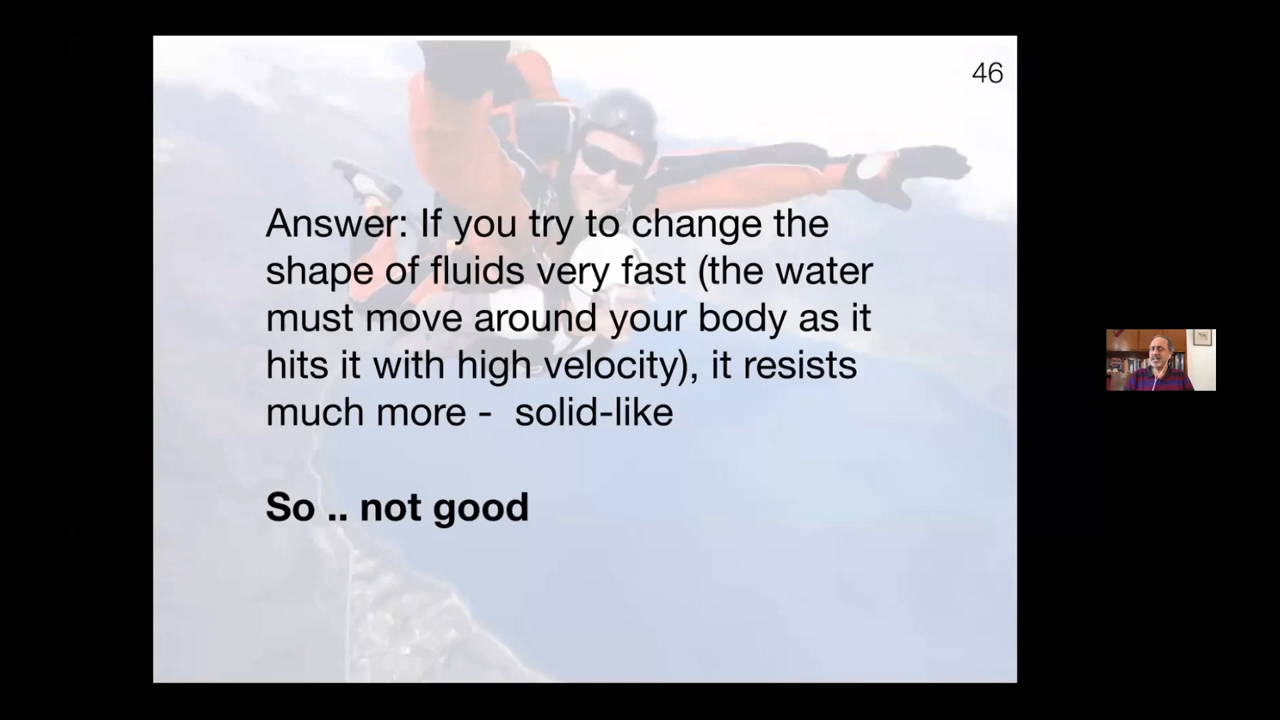 46
Answer: If you try to change the
shape of fluids very fast (the water
must move around your body as it
hits it with high velocity), it resists
much more -  solid-like
So .. not good